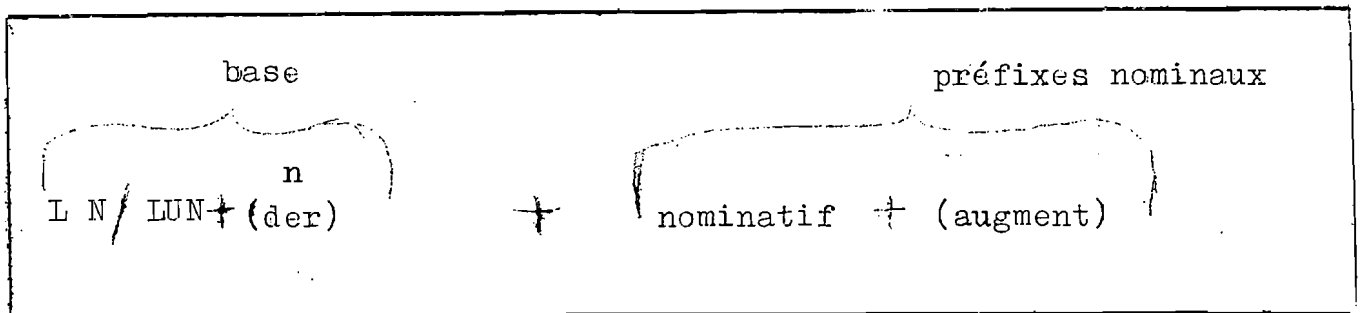 base préfixes nominaux
n
L N/ LUN+ (der) + nominatif + (augment)